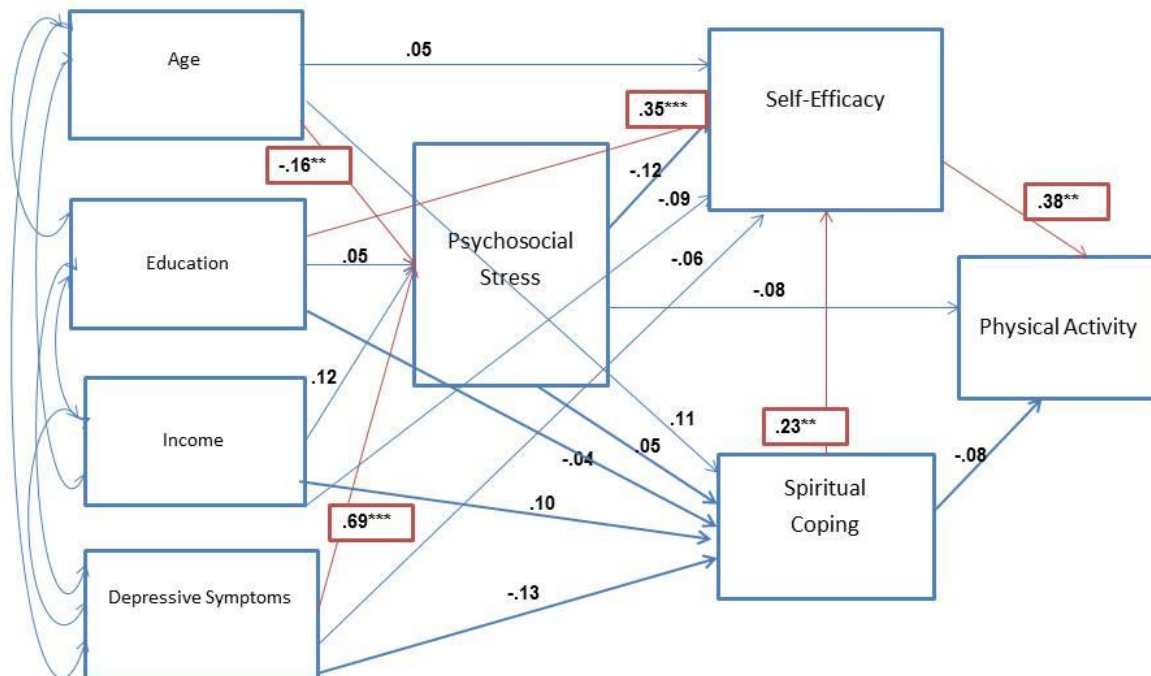 Age
.05
Self-Efficacy
.35***
-.16**
-.12
-.09
.38**
Education
.05
Psychosocial
Stress
-.06
-.08
Physical Activity
.12
.11
.23**
Income
-.04
.05
-.08
.10
Spiritual
Coping
.69***
Depressive Symptoms
-.13